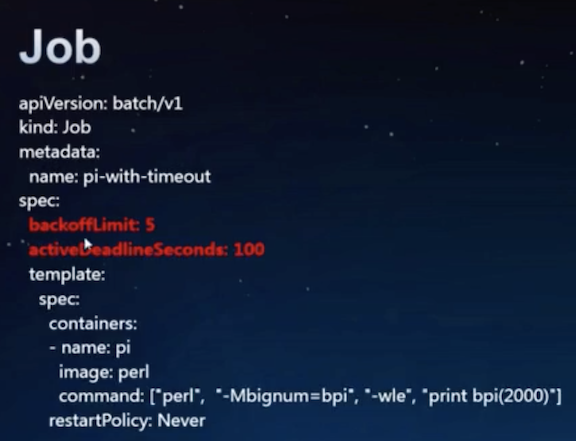 Job
apiVersion: batch/v1
kind: Job
metadata:
name: pi-with-timeout
spec:
backoffLimit: 5
activeDeadlineSeconds: 100
template:
spec:
containers:
- name: pi
image: perl
command: ["perl", "-Mbignum=bpi", "-wle", "print bpi(2000)"]
restartPolicy: Never